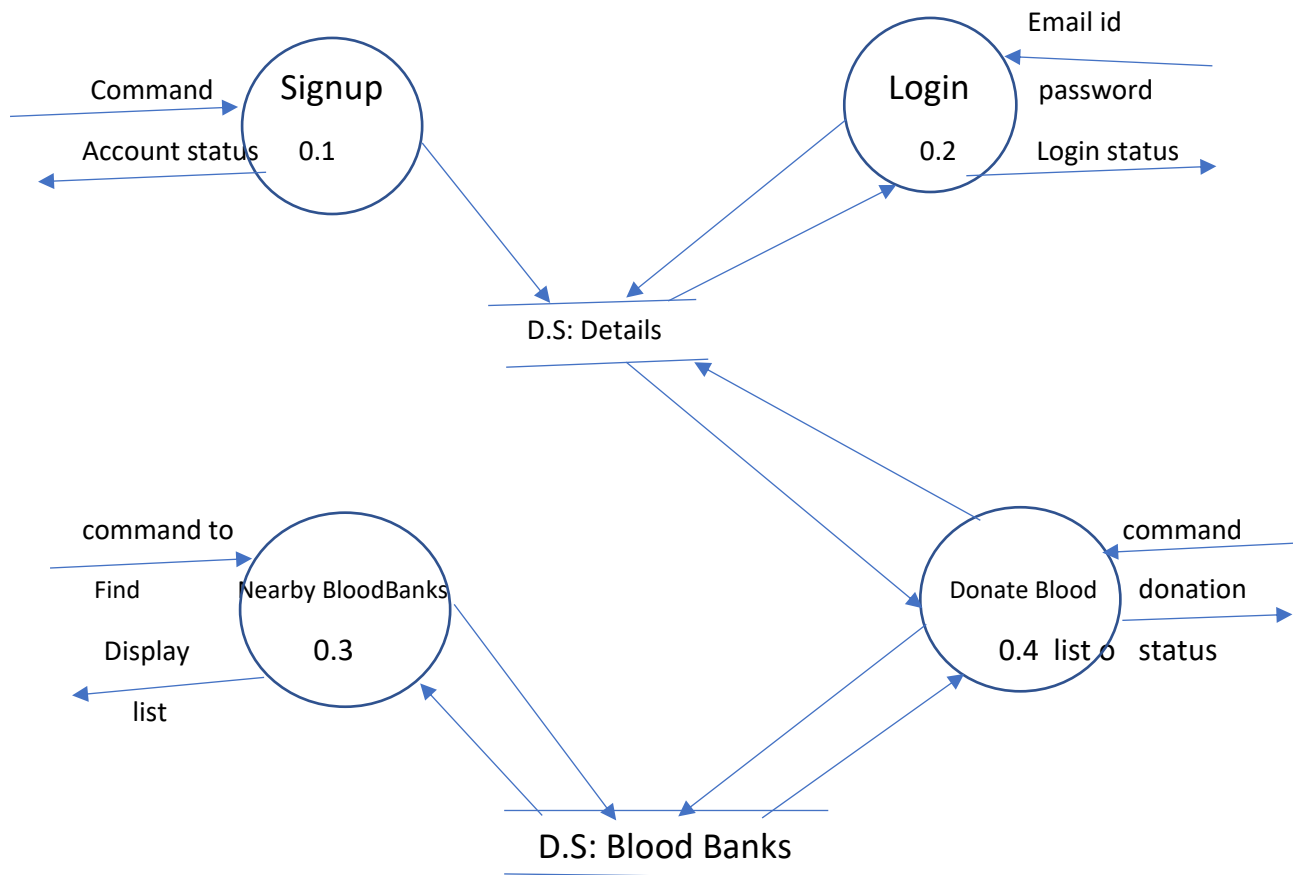 Signup
Command
Account status
0.1
Email id
Login
password
0.2
Login status
D.S: Details
command to
Find
Nearby BloodBanks
Display
0.3
list
command
Donate Blood
donation
0.4 list o status
D.S: Blood Banks